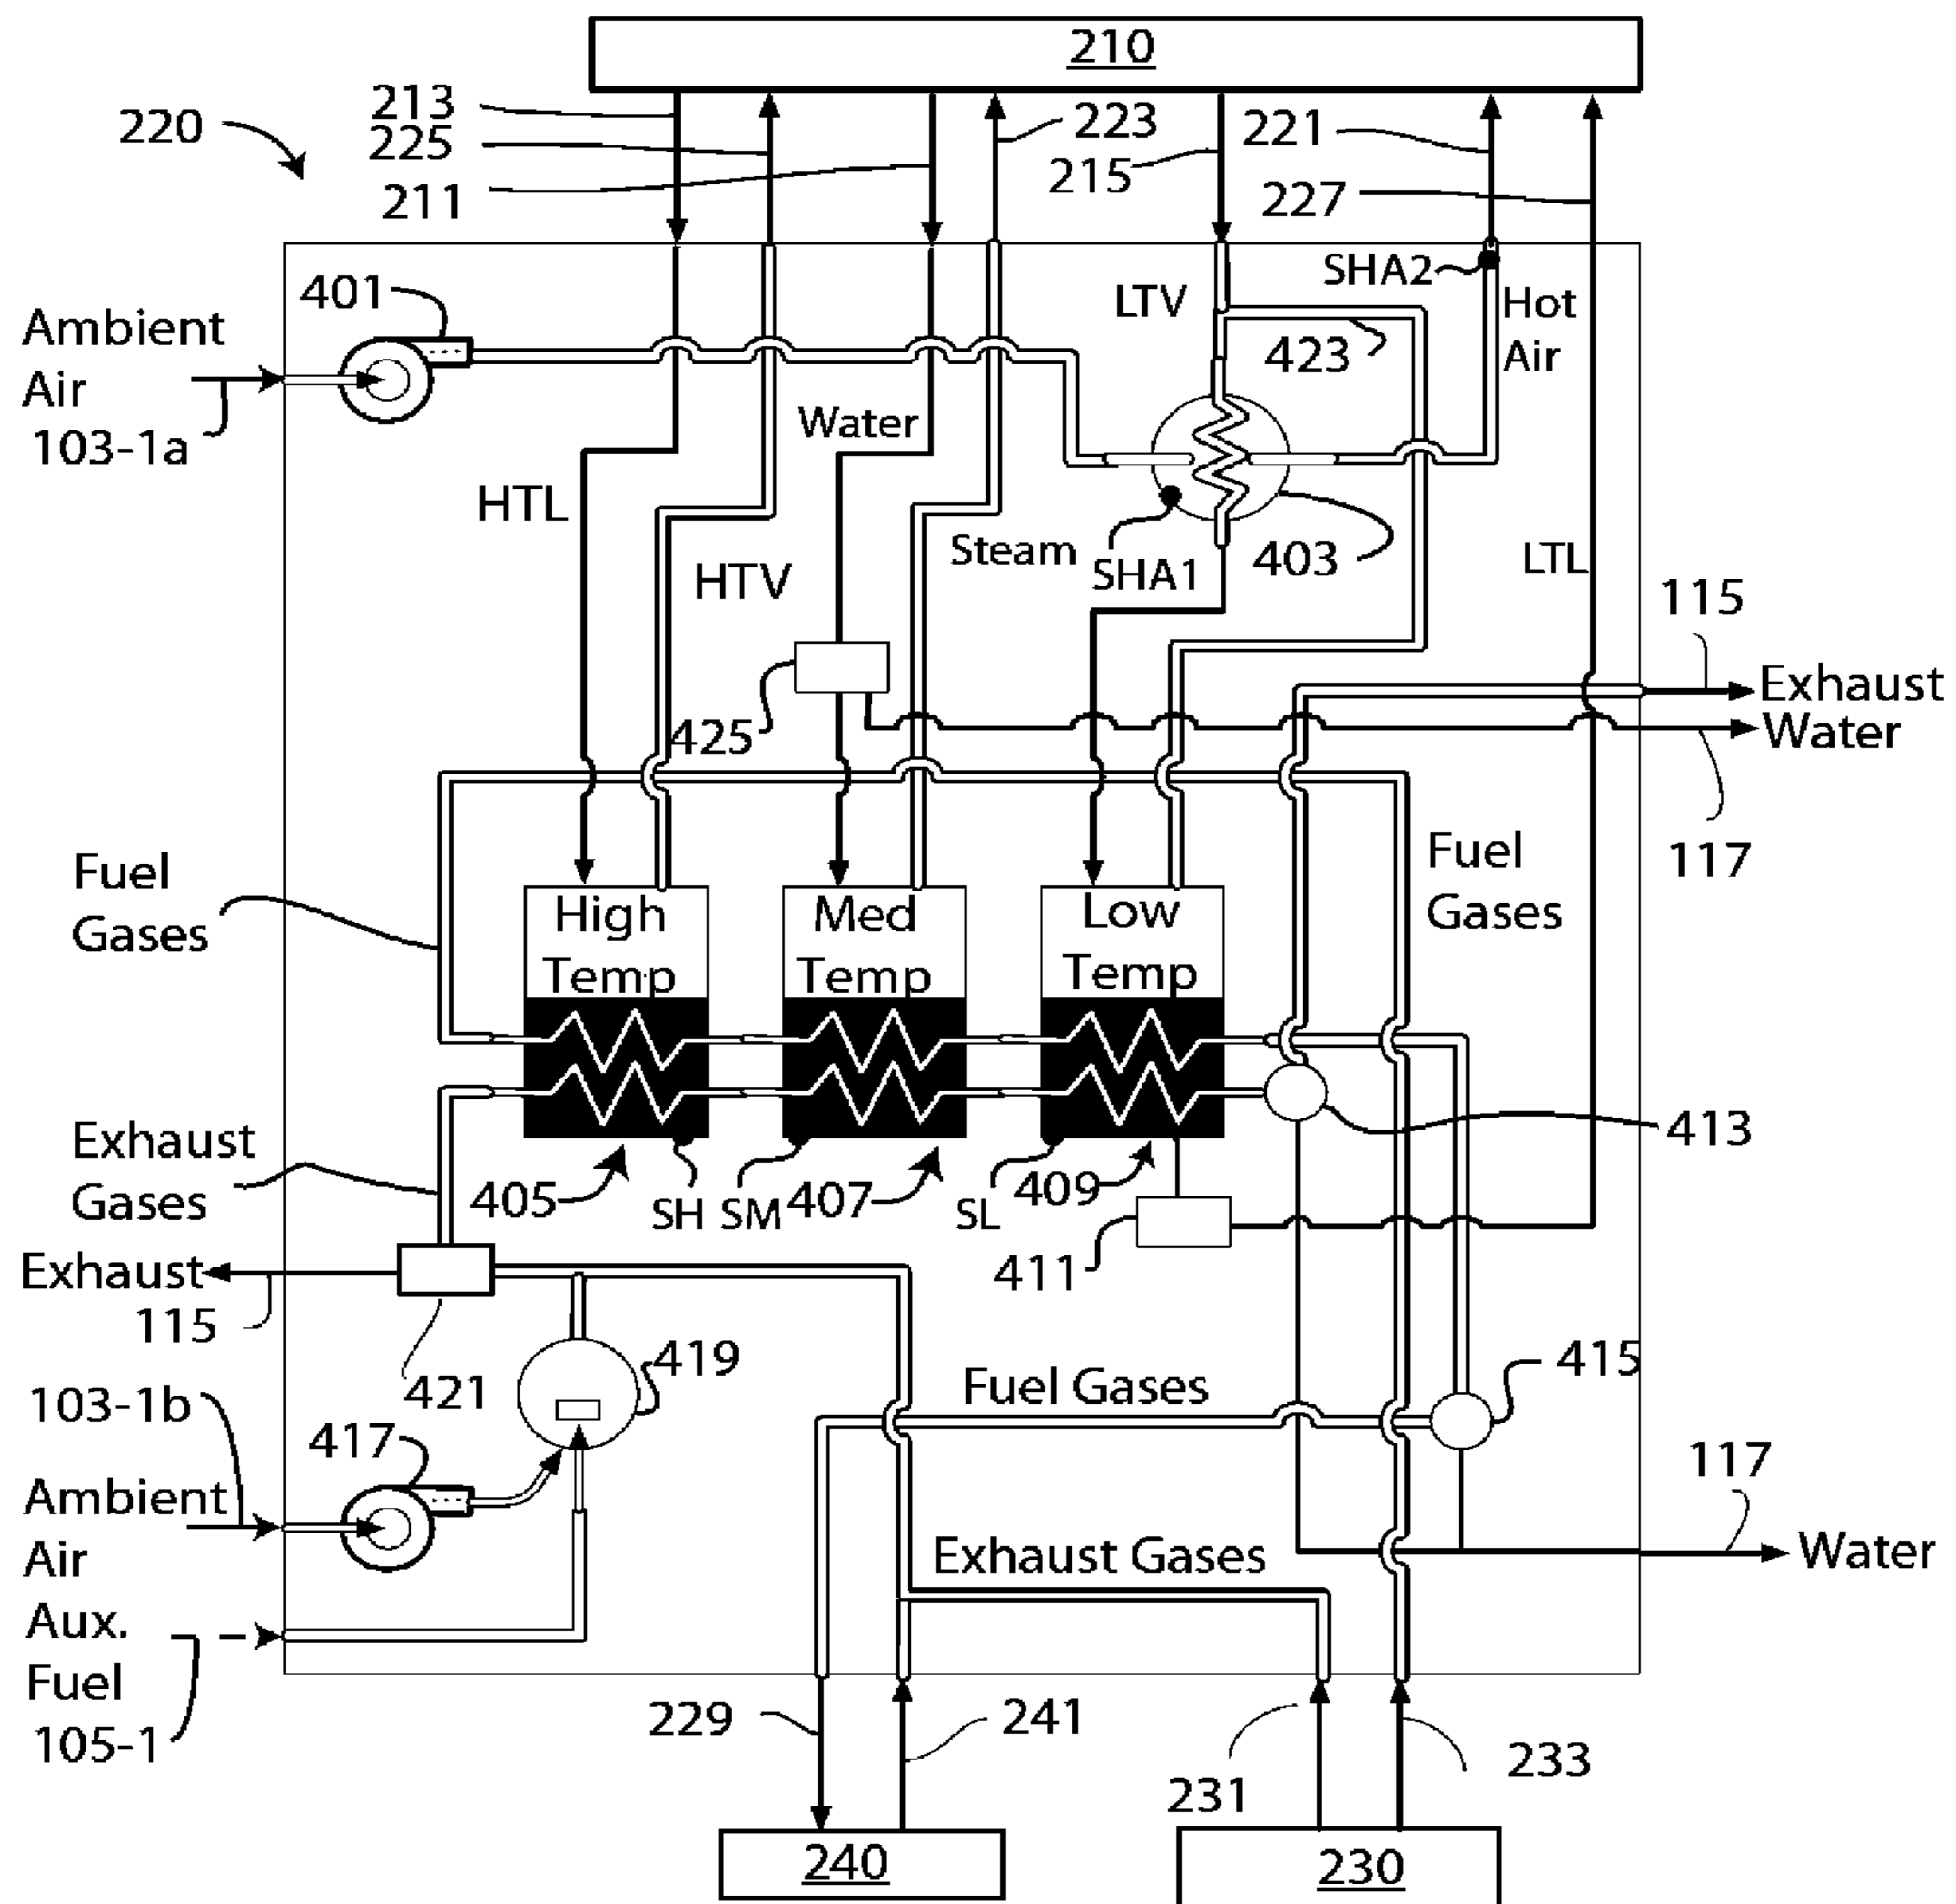 210
213
225
211
220
223
215
221
227
401
SHA2
LTV
Hot
Air
423
Ambient
Air
103-1a
Water
HTL
HTV
Steam
SHA1
403
LTL
115
Exhaust
Water
425
117
Fuel
Gases
Fuel
Gases
High
Temp
Med
Temp
Low
Temp
413
Exhaust
Gases
405
SH
SM
407
SL
409
411
Exhaust
115
421
419
415
Fuel Gases
103-1b
417
117
Ambient
Air
Exhaust Gases
Water
Aux.
Fuel
105-1
229
241
231
233
240
230